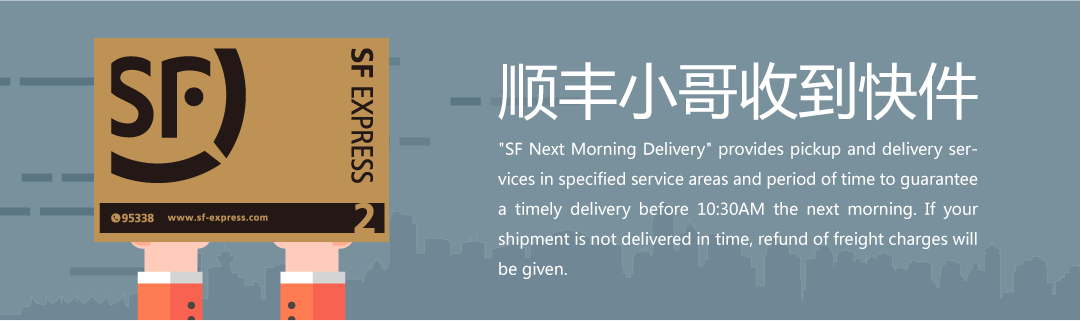 SF
SF EXPRESS
95338 www.sf-express.com
2
顺丰小哥收到快件
"SF Next Morning Delivery" provides pickup and delivery ser-
vices in specified service areas and period of time to guarantee
a timely delivery before 10:30AM the next morning. If your
shipment is not delivered in time, refund of freight charges will
be given.